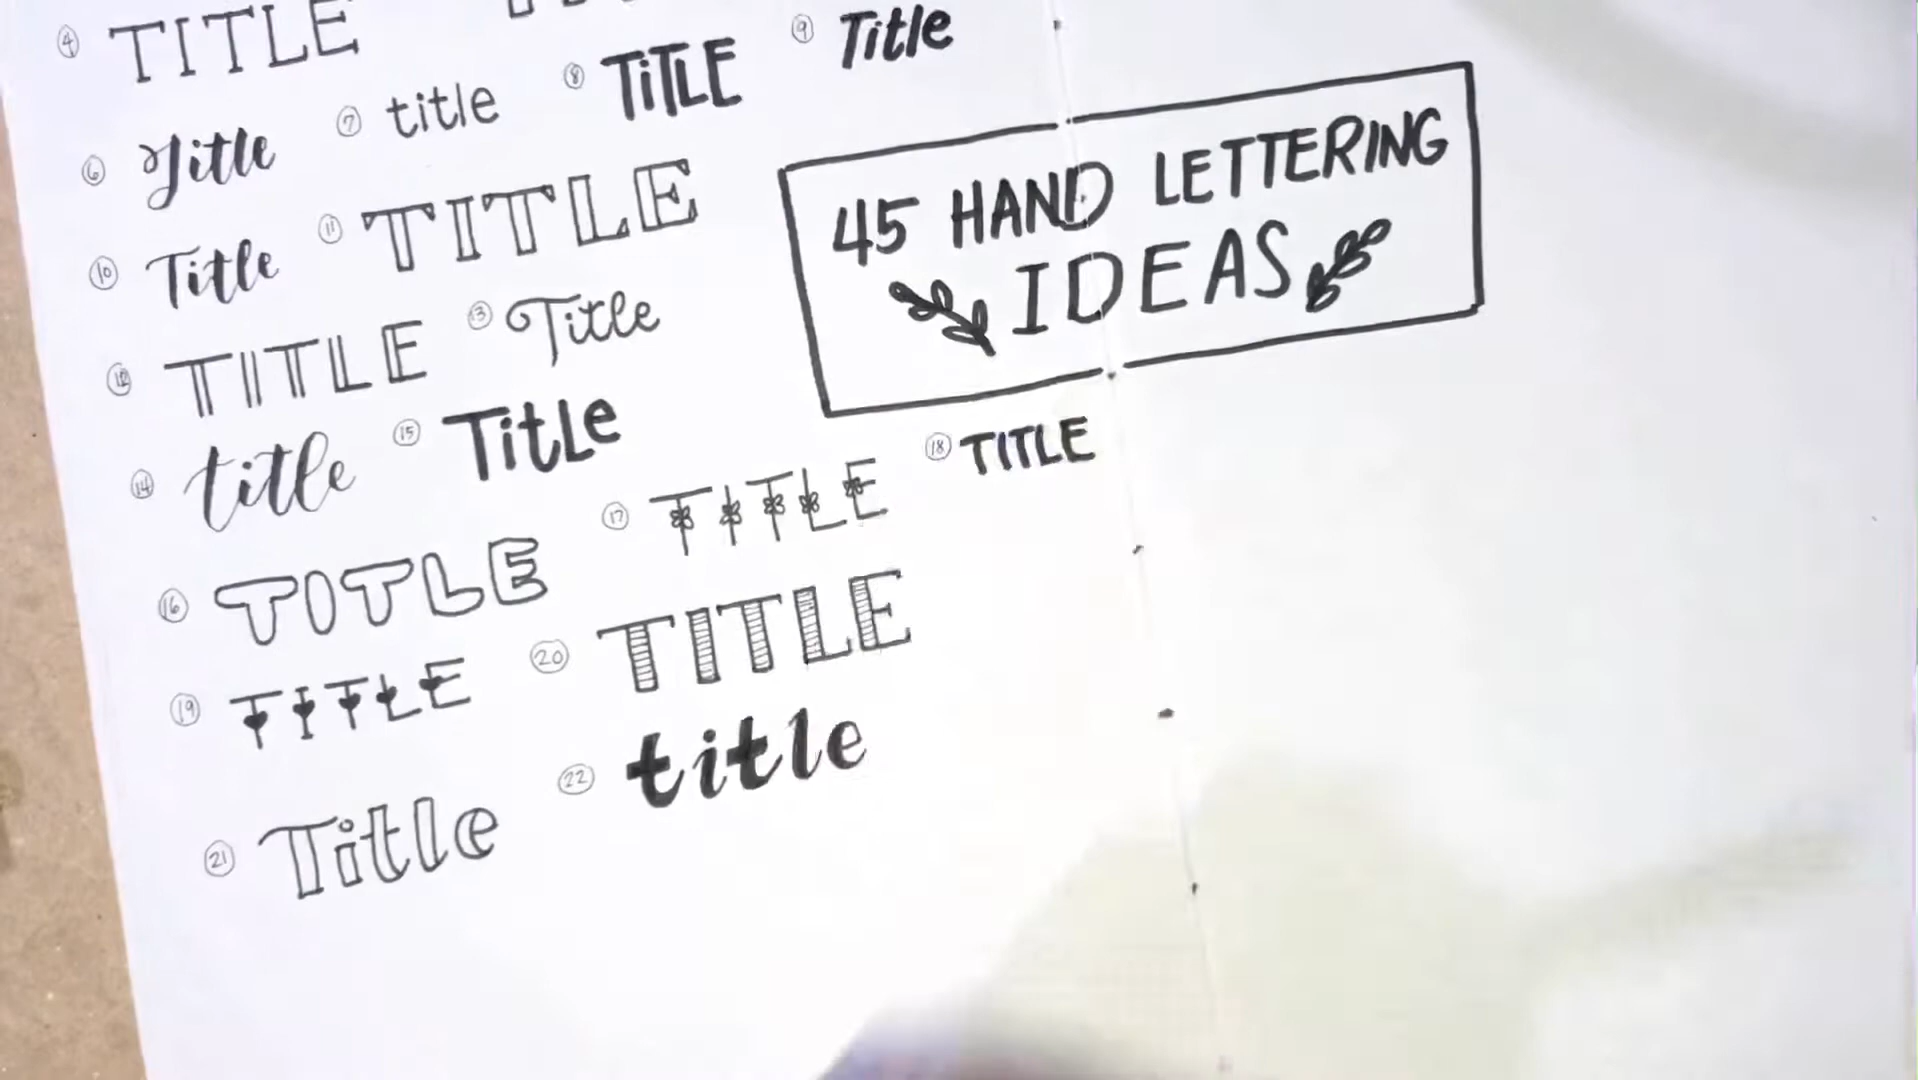 4 TITLE
6 Title 7 title 8 TiTLE 9 Title
10 Title 11 TITLE
12 TITLE 13 Title
14 title 15 TitLe
16 TITLE 17 TITLE 18 TITLE
19 TITLE 20 TITLE
21 Title 22 title
45 HAND LETTERING
IDEAS